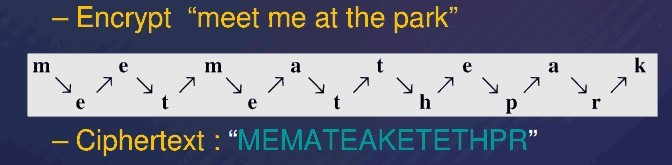 – Encrypt “meet me at the park”
m e m a t e a k
e t e t h p r
– Ciphertext : “MEMATEAKETETHPR”